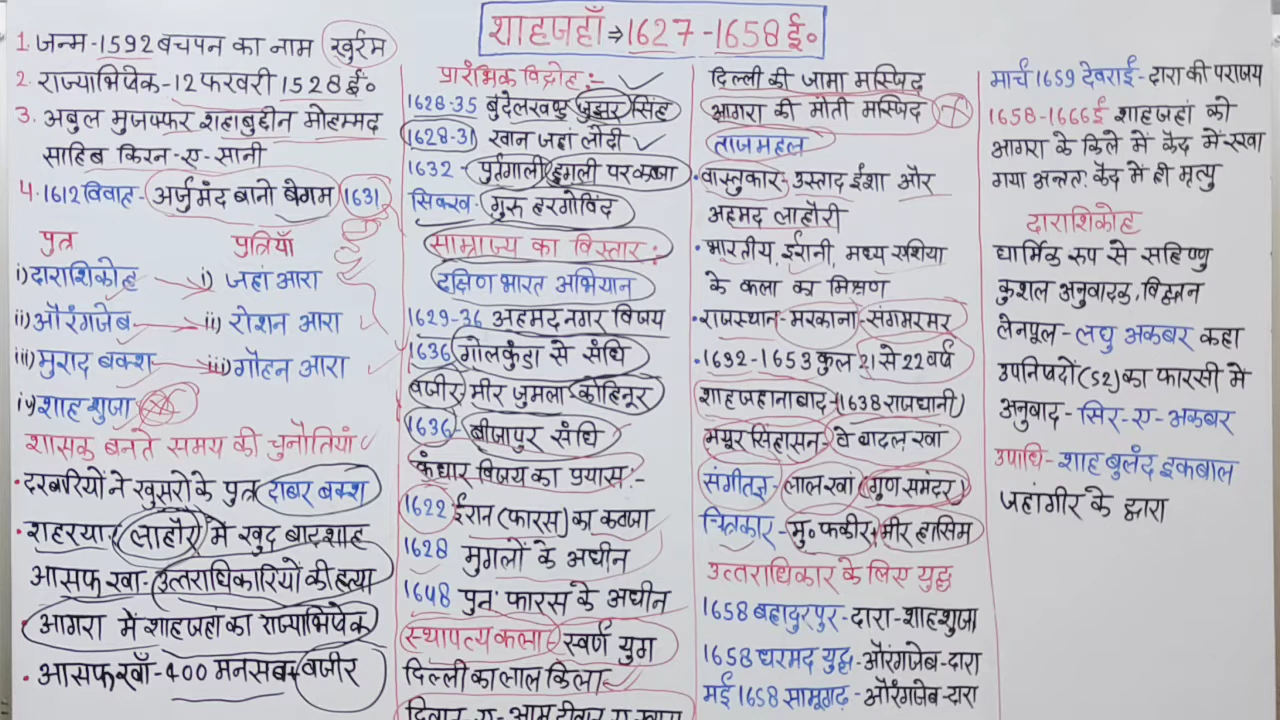 शाहजहाँ⇒1627-1658 ई०
1. जन्म-1592 बचपन का नाम खुर्रम
2. राज्याभिषेक-12 फरवरी 1528 ई०
3. अबुल मुजफ्फर शहाबुद्दीन मोहम्मद
साहिब किरन-ए-सानी
4. 1612 विवाह- अर्जुमंद बानो बेगम 1631
पुत्र पुत्रियाँ
i) दाराशिकोह i) जहां आरा
ii) औरंगजेब ii) रोशन आरा
iii) मुराद बक्श iii) गौहन आरा
iv) शाह शुजा
शासक बनते समय की चुनौतियां
• दरबारियों ने खुसरो के पुत्र दाबर बक्श
• शहरयार- लाहौर में खुद बादशाह
आसफ खां- उत्तराधिकारियों की हत्या
• आगरा में शाहजहां का राज्याभिषेक
• आसफ खाँ-400 मनसब+ वजीर
प्रारंभिक विद्रोह:-
1628-35 बुंदेलखण्ड जुझार सिंह
1628-31 खान जहां लोदी
1632- पुर्तगाली हुगली पर कब्जा
सिक्ख- गुरु हरगोविंद
साम्राज्य का विस्तार:
दक्षिण भारत अभियान
1629-36 अहमदनगर विजय
1636 गोलकुंडा से संधि
वजीर मीर जुमला कोहिनूर
1636- बीजापुर संधि
कंधार विजय का प्रयास:-
1622 ईरान (फारस) का कब्जा
1628 मुगलों के अधीन
1648 पुनः फारस के अधीन
स्थापत्य कला- स्वर्ण युग
दिल्ली का लाल किला
दिवान-ए-आम दीवान ए खास
दिल्ली की जामा मस्जिद
आगरा की मोती मस्जिद
ताजमहल
• वास्तुकार- उस्ताद ईशा और
अहमद लाहौरी
• भारतीय, ईरानी, मध्य एशिया
के कला का मिश्रण
• राजस्थान- मरकाना- संगमरमर
• 1632-1653 कुल 21 से 22 वर्ष
शाहजहानाबाद-(1638 राजधानी)
मयूर सिंहासन- वे बादल खां
संगीतज्ञ- लाल खां (गुण समंदर)
चित्रकार- मु० फकीर+ मीर हासिम
उत्तराधिकार के लिए युद्ध
1658 बहादुरपुर-दारा-शाहशुजा
1658 धरमद युद्ध-औरंगजेब-दारा
मई 1658 सामूगढ़-औरंगजेब-दारा
मार्च 1659 देवराई-दारा की पराजय
1658-1666ई शाहजहां को
आगरा के किले में कैद में रखा
गया अन्ततः कैद में ही मृत्यु
दाराशिकोह
धार्मिक रुप से सहिष्णु
कुशल अनुवादक, विद्वान
लेनपूल- लघु अकबर कहा
उपनिषदों(52) का फारसी में
अनुवाद- सिर-ए-अकबर
उपाधि- शाह बुलंद इकबाल
जहांगीर के द्वारा